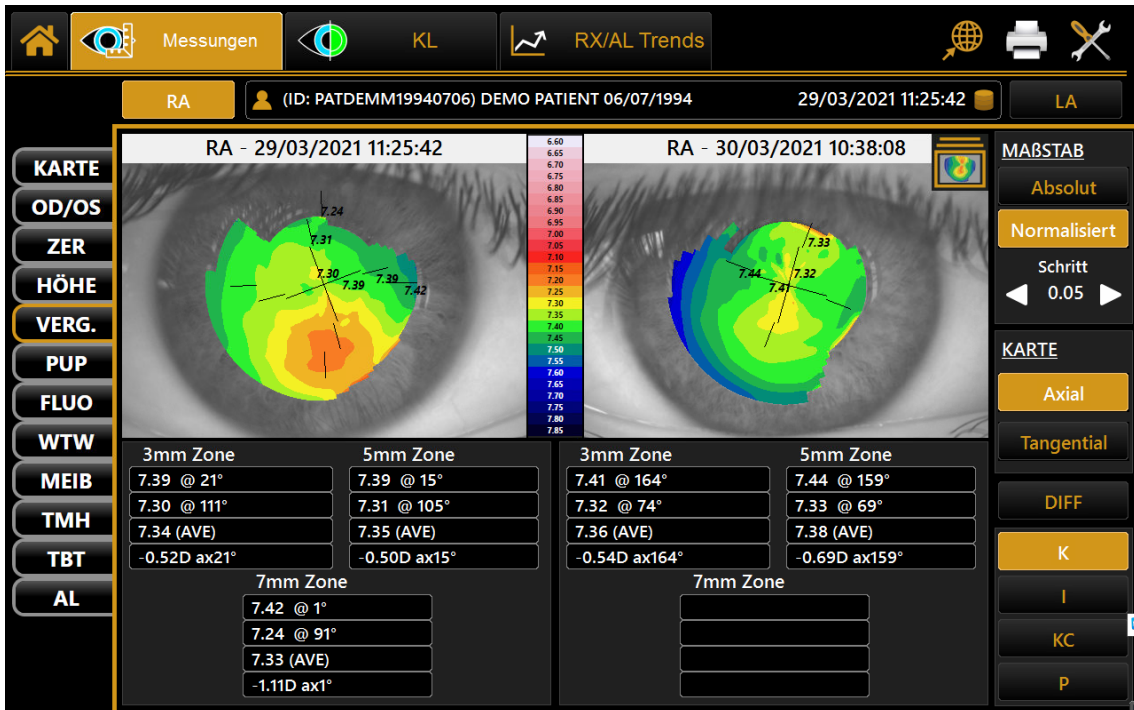 Messungen
KL
RX/AL Trends
RA
(ID: PATDEMM19940706) DEMO PATIENT 06/07/1994
29/03/2021 11:25:42
LA
KARTE
OD/OS
ZER
HÖHE
VERG.
PUP
FLUO
WTW
MEIB
TMH
TBT
AL
RA - 29/03/2021 11:25:42
7.24
7.31
7.30
7.39
7.39
7.42
6.60
6.65
6.70
6.75
6.80
6.85
6.90
6.95
7.00
7.05
7.10
7.15
7.20
7.25
7.30
7.35
7.40
7.45
7.50
7.55
7.60
7.65
7.70
7.75
7.80
7.85
RA - 30/03/2021 10:38:08
7.33
7.44
7.32
7.41
MAßSTAB
Absolut
Normalisiert
Schritt
0.05
KARTE
Axial
Tangential
DIFF
K
I
KC
P
3mm Zone
7.39 @ 21°
7.30 @ 111°
7.34 (AVE)
-0.52D ax21°
5mm Zone
7.39 @ 15°
7.31 @ 105°
7.35 (AVE)
-0.50D ax15°
7mm Zone
7.42 @ 1°
7.24 @ 91°
7.33 (AVE)
-1.11D ax1°
3mm Zone
7.41 @ 164°
7.32 @ 74°
7.36 (AVE)
-0.54D ax164°
5mm Zone
7.44 @ 159°
7.33 @ 69°
7.38 (AVE)
-0.69D ax159°
7mm Zone